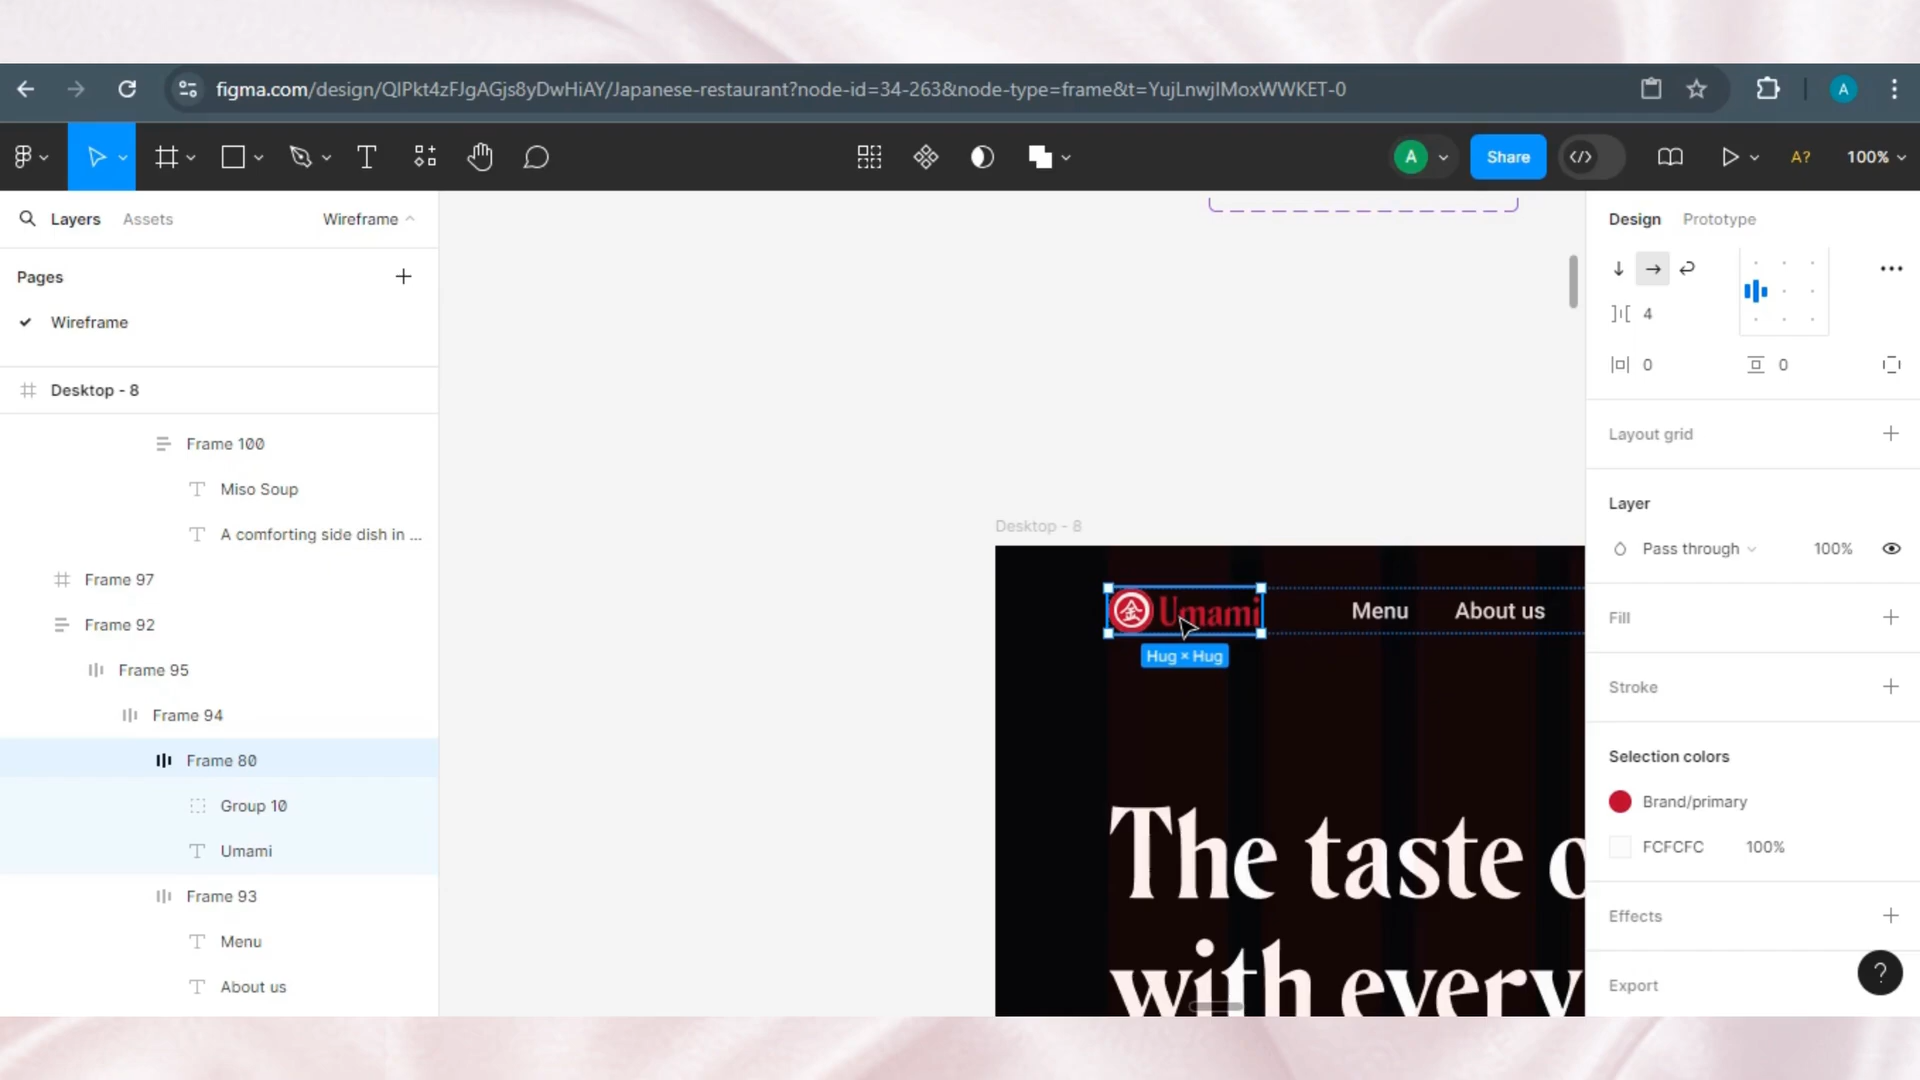 figma.com/design/QIPkt4zFJgAGjs8yDwHiAY/Japanese-restaurant?node-id=34-263&node-type=frame&t=YujLnwjIMoxWWKET-0
A
A
Share
A?
100%
Layers
Assets
Wireframe
Pages
Wireframe
Desktop - 8
Frame 100
Miso Soup
A comforting side dish in ...
Frame 97
Frame 92
Frame 95
Frame 94
Frame 80
Group 10
Umami
Frame 93
Menu
About us
Desktop - 8
金 Umami
Menu
About us
Hug × Hug
The taste o
with every
Design
Prototype
4
0
0
Layout grid
Layer
Pass through
100%
Fill
Stroke
Selection colors
Brand/primary
FCFCFC
100%
Effects
Export
?